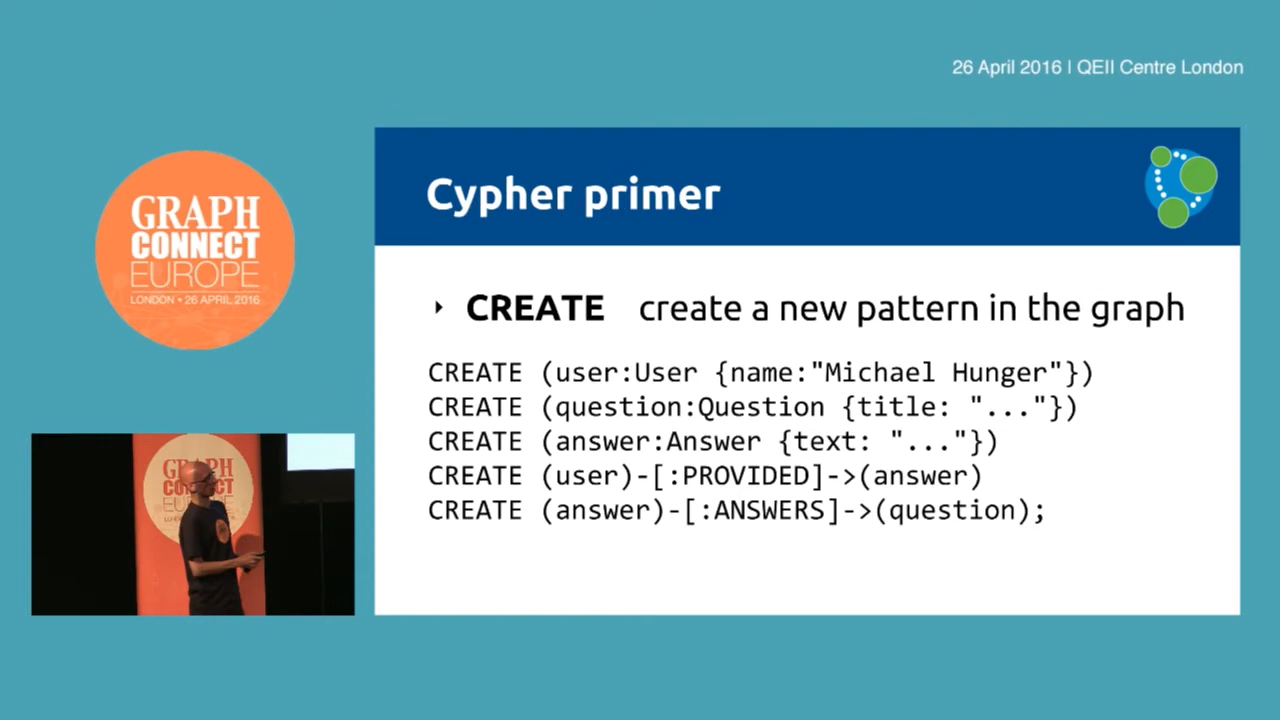 26 April 2016 | QEII Centre London
GRAPH
CONNECT
EUROPE
LONDON • 26 APRIL 2016
Cypher primer
‣ CREATE create a new pattern in the graph
CREATE (user:User {name:"Michael Hunger"})
CREATE (question:Question {title: "..."})
CREATE (answer:Answer {text: "..."})
CREATE (user)-[:PROVIDED]->(answer)
CREATE (answer)-[:ANSWERS]->(question);
GRAPH